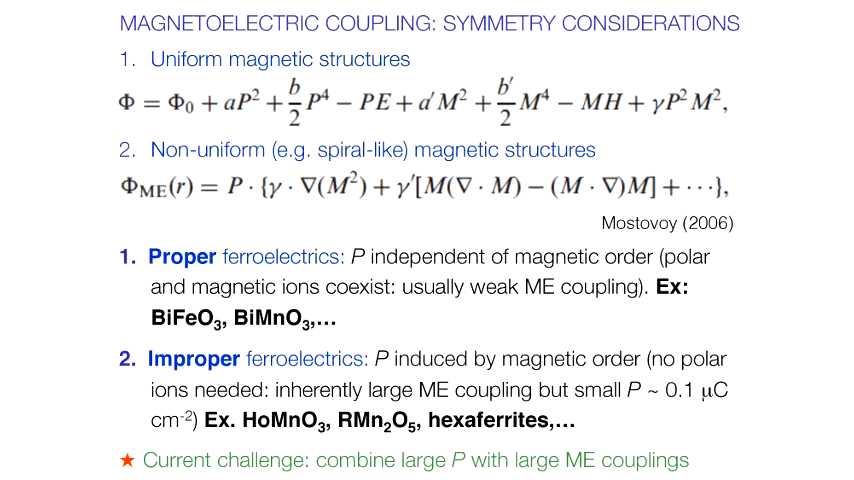 MAGNETOELECTRIC COUPLING: SYMMETRY CONSIDERATIONS
1. Uniform magnetic structures
Φ = Φ₀ + aP² + b/2 P⁴ − PE + a′M² + b′/2 M⁴ − MH + γP²M²,
2. Non-uniform (e.g. spiral-like) magnetic structures
Φ_ME(r) = P · {γ · ∇(M²) + γ′[M(∇ · M) − (M · ∇)M] + ···},
Mostovoy (2006)
1. Proper ferroelectrics: P independent of magnetic order (polar
and magnetic ions coexist: usually weak ME coupling). Ex:
BiFeO₃, BiMnO₃,…
2. Improper ferroelectrics: P induced by magnetic order (no polar
ions needed: inherently large ME coupling but small P ~ 0.1 μC
cm⁻²) Ex. HoMnO₃, RMn₂O₅, hexaferrites,…
★ Current challenge: combine large P with large ME couplings